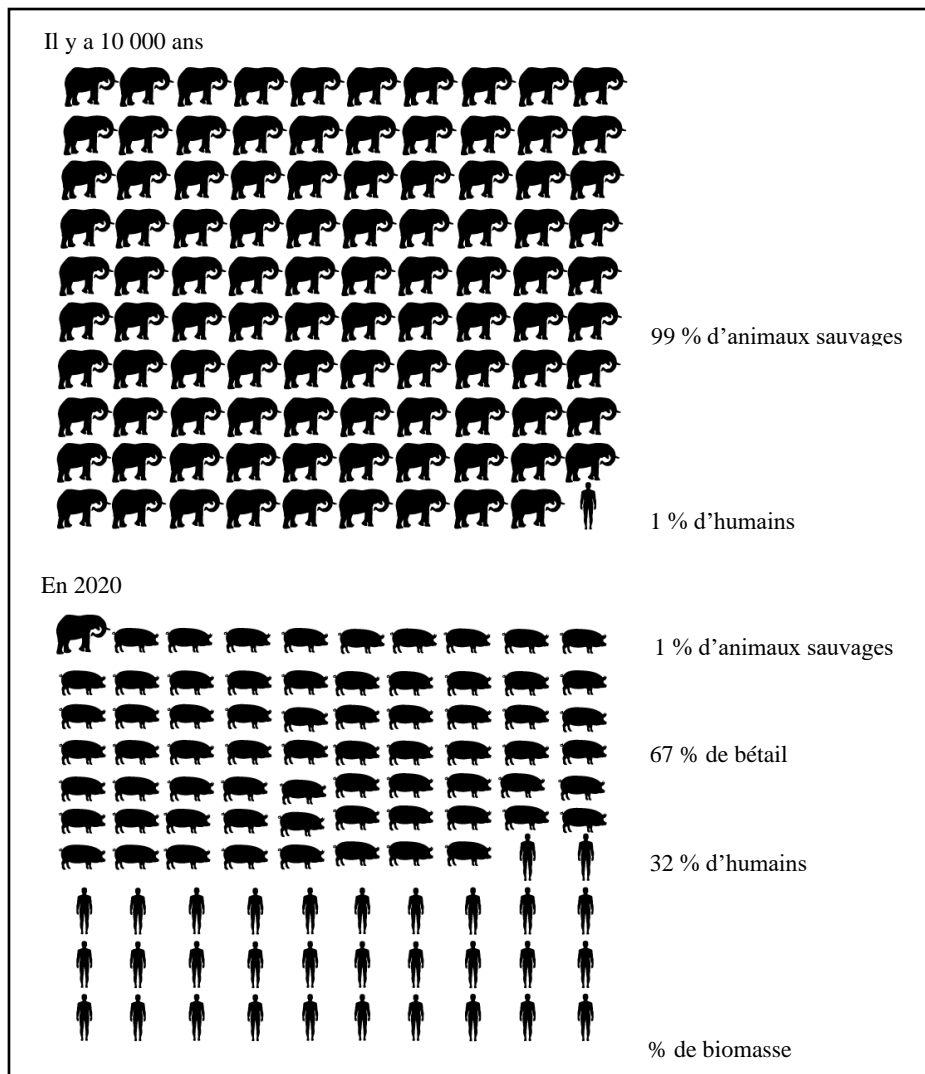 Il y a 10 000 ans
99 % d’animaux sauvages
1 % d’humains
En 2020
1 % d’animaux sauvages
67 % de bétail
32 % d’humains
% de biomasse